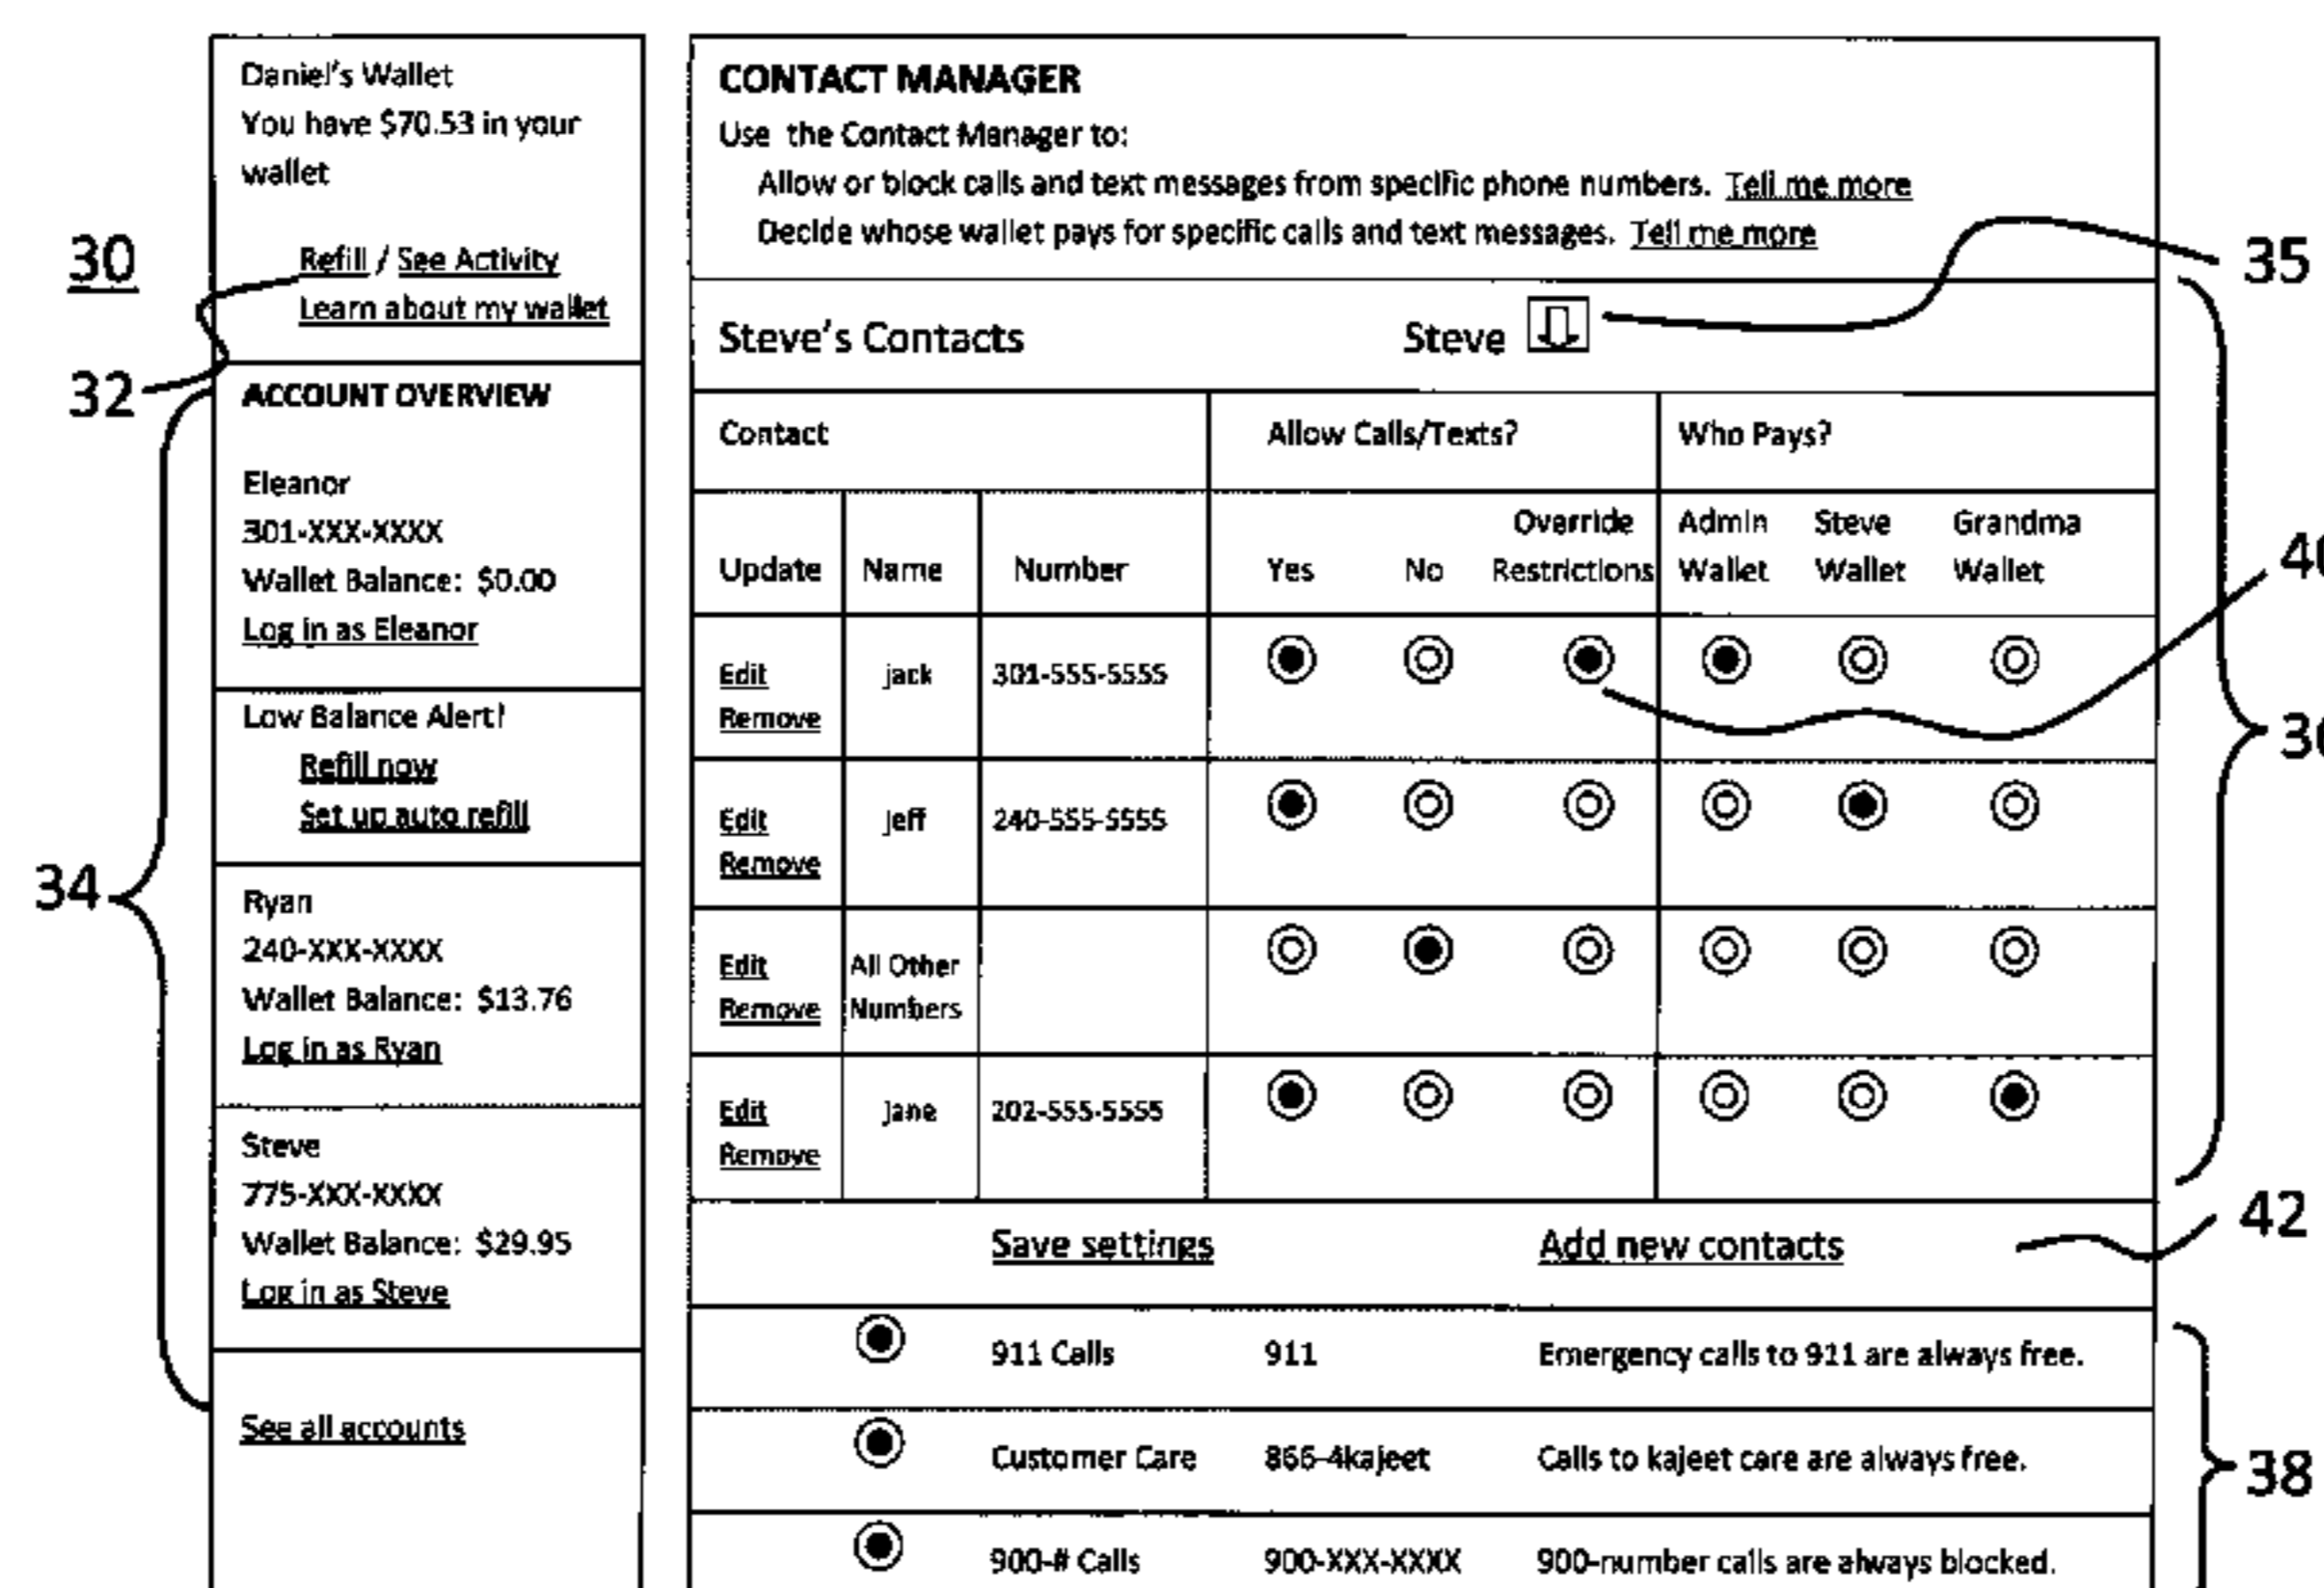 30
32
34
Daniel's Wallet
You have $70.53 in your
wallet
Refill / See Activity
Learn about my wallet
ACCOUNT OVERVIEW
Eleanor
301-XXX-XXXX
Wallet Balance: $0.00
Log in as Eleanor
Low Balance Alert!
Refill now
Set up auto refill
Ryan
240-XXX-XXXX
Wallet Balance: $13.76
Log in as Ryan
Steve
775-XXX-XXXX
Wallet Balance: $29.95
Log in as Steve
See all accounts
CONTACT MANAGER
Use the Contact Manager to:
Allow or block calls and text messages from specific phone numbers. Tell me more
Decide whose wallet pays for specific calls and text messages. Tell me more
Steve's Contacts Steve
Contact Allow Calls/Texts? Who Pays?
Override Admin Steve Grandma
Update Name Number Yes No Restrictions Wallet Wallet Wallet
Edit jack 301-555-5555
Remove
Edit Jeff 240-555-5555
Remove
Edit All Other
Remove Numbers
Edit Jane 202-555-5555
Remove
Save settings Add new contacts
911 Calls 911 Emergency calls to 911 are always free.
Customer Care 866-4kajeet Calls to kajeet care are always free.
900-# Calls 900-XXX-XXXX 900-number calls are always blocked.
35
42
38